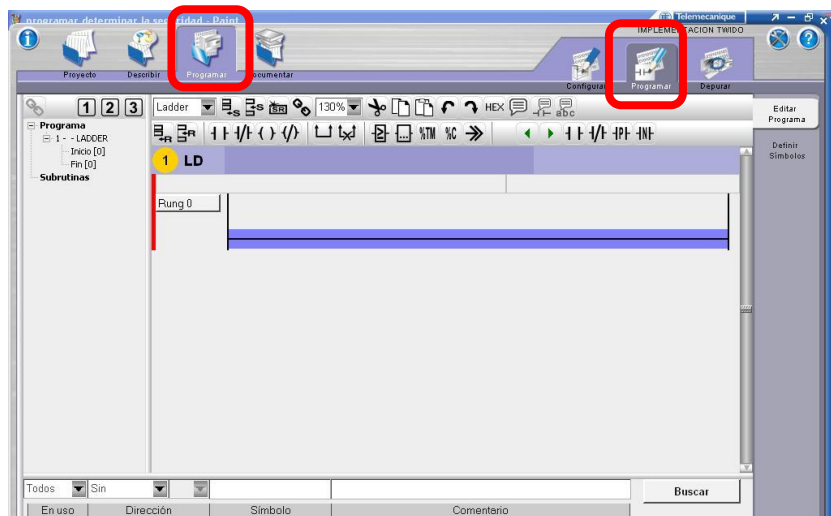 programar determinar la seguridad - Paint
Telemecanique
IMPLEMENTACION TWIDO
Proyecto Describir Programar Documentar
Configurar Programar Depurar
1 2 3
Ladder 130% HEX abc
%TM %C
Editar
Programa
Definir
Símbolos
Programa
1 - - LADDER
Inicio [0]
Fin [0]
Subrutinas
1 LD
Rung 0
Todos Sin
Buscar
En uso Dirección Símbolo Comentario